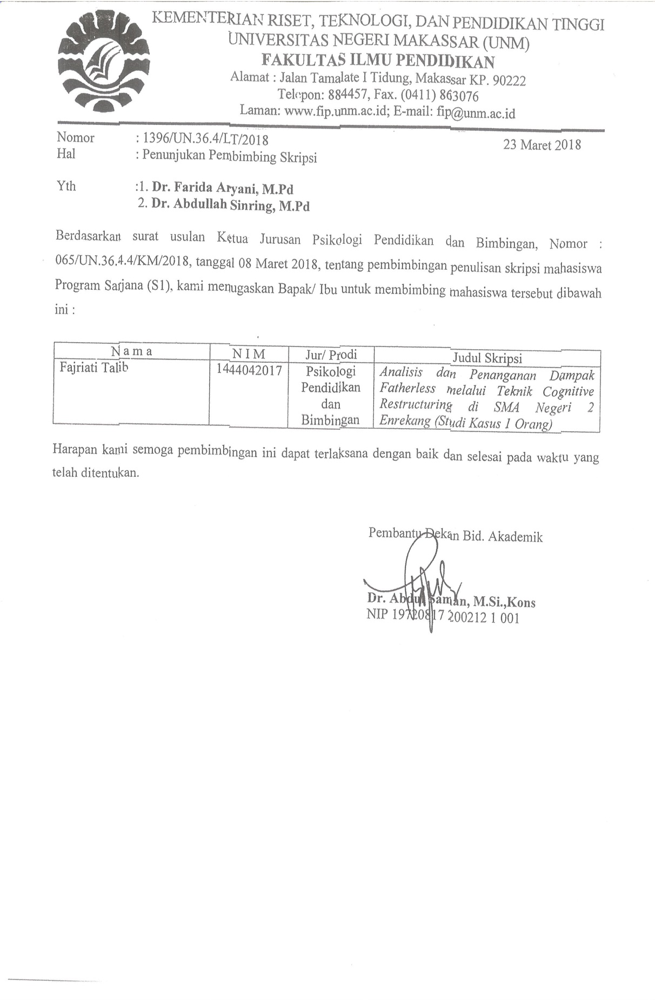 KEMENTERIAN RISET, TEKNOLOGI, DAN PENDIDIKAN TINGGI
UNIVERSITAS NEGERI MAKASSAR (UNM)
FAKULTAS ILMU PENDIDIKAN
Alamat : Jalan Tamalate I Tidung, Makassar KP. 90222
Telepon: 884457, Fax. (0411) 863076
Laman: www.fip.unm.ac.id; E-mail: fip@unm.ac.id
Nomor : 1396/UN.36.4/LT/2018 23 Maret 2018
Hal : Penunjukan Pembimbing Skripsi
Yth :1. Dr. Farida Aryani, M.Pd
2. Dr. Abdullah Sinring, M.Pd
Berdasarkan surat usulan Ketua Jurusan Psikologi Pendidikan dan Bimbingan, Nomor :
065/UN.36.4.4/KM/2018, tanggal 08 Maret 2018, tentang pembimbingan penulisan skripsi mahasiswa
Program Sarjana (S1), kami menugaskan Bapak/ Ibu untuk membimbing mahasiswa tersebut dibawah
ini :
N a m a N I M Jur/ Prodi Judul Skripsi
Fajriati Talib 1444042017 Psikologi Analisis dan Penanganan Dampak
Pendidikan Fatherless melalui Teknik Cognitive
dan Restructuring di SMA Negeri 2
Bimbingan Enrekang (Studi Kasus 1 Orang)
Harapan kami semoga pembimbingan ini dapat terlaksana dengan baik dan selesai pada waktu yang
telah ditentukan.
Pembantu Dekan Bid. Akademik
Dr. Abdul Saman, M.Si.,Kons
NIP 19720817 200212 1 001